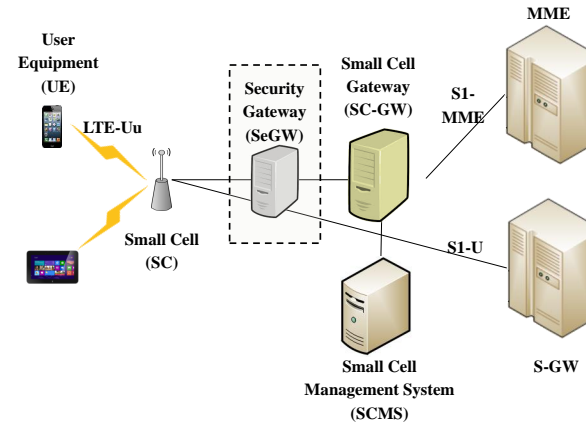 MME
User
Equipment
(UE)
Small Cell
Gateway
(SC-GW)
Security
Gateway
(SeGW)
S1-
MME
LTE-Uu
Small Cell
(SC)
S1-U
Small Cell
Management System
(SCMS)
S-GW